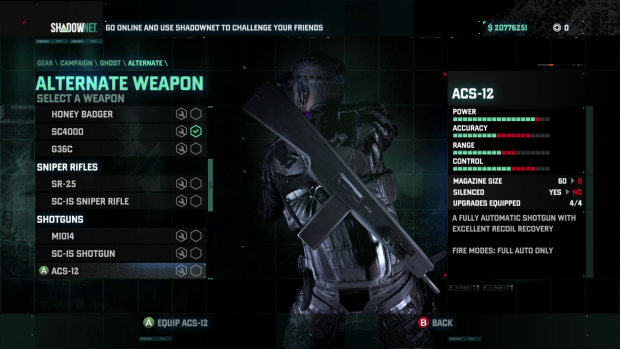 SHADOWNET
GO ONLINE AND USE SHADOWNET TO CHALLENGE YOUR FRIENDS
$ 20776251
0
GEAR \ CAMPAIGN \ GHOST \ ALTERNATE \
ALTERNATE WEAPON
SELECT A WEAPON
HONEY BADGER
SC4000
G36C
SNIPER RIFLES
SR-25
SC-IS SNIPER RIFLE
SHOTGUNS
M1014
SC-IS SHOTGUN
A ACS-12
ACS-12
POWER
ACCURACY
RANGE
CONTROL
MAGAZINE SIZE 60 8
SILENCED YES NO
UPGRADES EQUIPPED 4/4
A FULLY AUTOMATIC SHOTGUN WITH
EXCELLENT RECOIL RECOVERY
FIRE MODES: FULL AUTO ONLY
A EQUIP ACS-12
B BACK